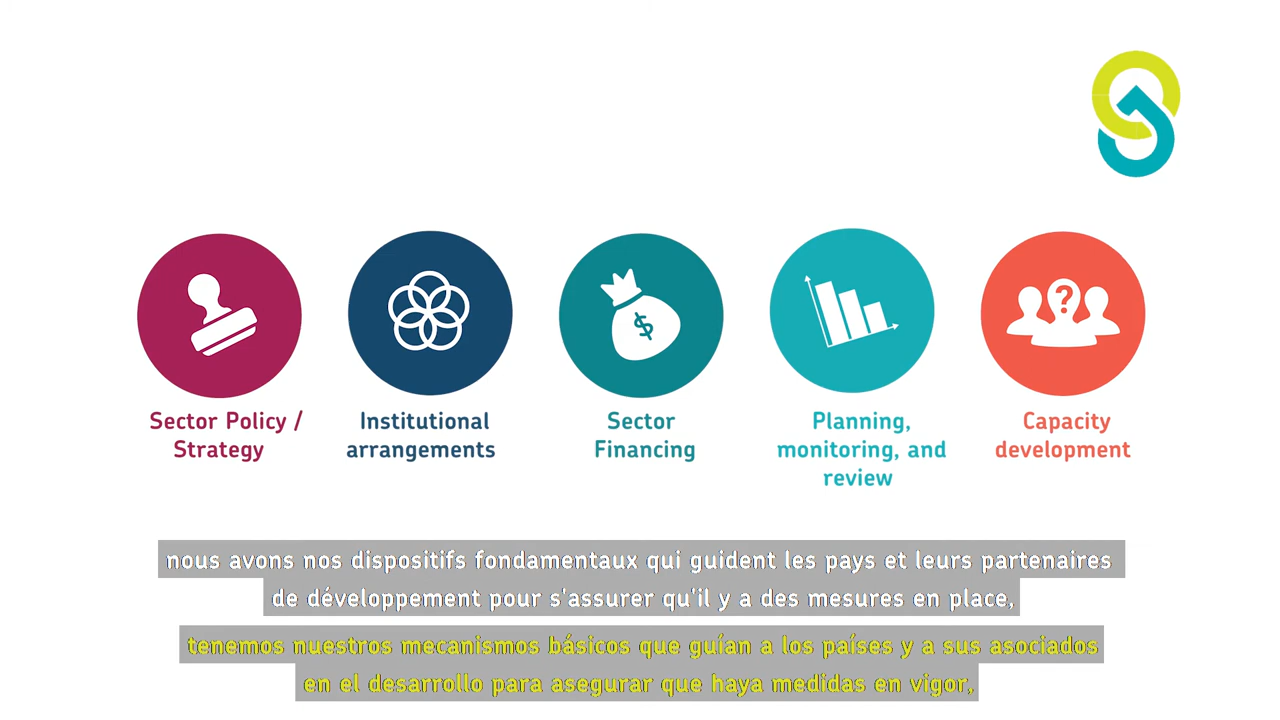 Sector Policy /
Strategy
Institutional
arrangements
Sector
Financing
Planning,
monitoring, and
review
Capacity
development
nous avons nos dispositifs fondamentaux qui guident les pays et leurs partenaires
de développement pour s'assurer qu'il y a des mesures en place,
tenemos nuestros mecanismos básicos que guían a los países y a sus asociados
en el desarrollo para asegurar que haya medidas en vigor,